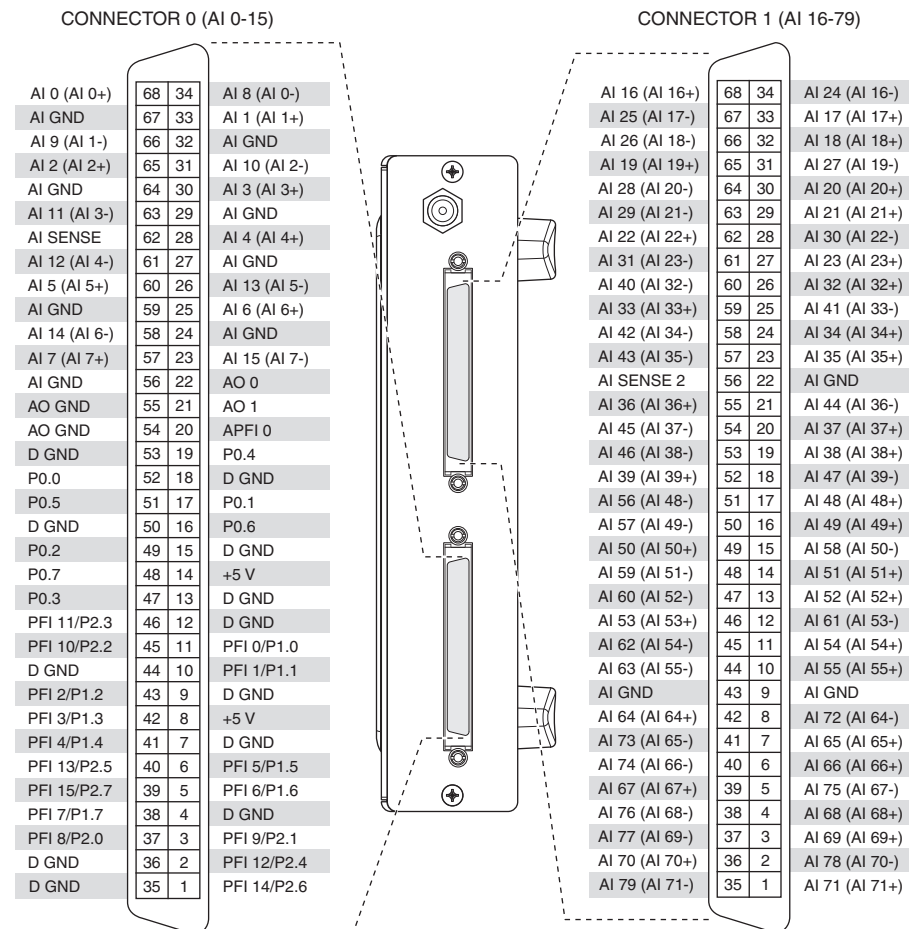 CONNECTOR 0 (AI 0-15) CONNECTOR 1 (AI 16-79)
AI 0 (AI 0+) 68 34 AI 8 (AI 0-)
AI GND 67 33 AI 1 (AI 1+)
AI 9 (AI 1-) 66 32 AI GND
AI 2 (AI 2+) 65 31 AI 10 (AI 2-)
AI GND 64 30 AI 3 (AI 3+)
AI 11 (AI 3-) 63 29 AI GND
AI SENSE 62 28 AI 4 (AI 4+)
AI 12 (AI 4-) 61 27 AI GND
AI 5 (AI 5+) 60 26 AI 13 (AI 5-)
AI GND 59 25 AI 6 (AI 6+)
AI 14 (AI 6-) 58 24 AI GND
AI 7 (AI 7+) 57 23 AI 15 (AI 7-)
AI GND 56 22 AO 0
AO GND 55 21 AO 1
AO GND 54 20 APFI 0
D GND 53 19 P0.4
P0.0 52 18 D GND
P0.5 51 17 P0.1
D GND 50 16 P0.6
P0.2 49 15 D GND
P0.7 48 14 +5 V
P0.3 47 13 D GND
PFI 11/P2.3 46 12 D GND
PFI 10/P2.2 45 11 PFI 0/P1.0
D GND 44 10 PFI 1/P1.1
PFI 2/P1.2 43 9 D GND
PFI 3/P1.3 42 8 +5 V
PFI 4/P1.4 41 7 D GND
PFI 13/P2.5 40 6 PFI 5/P1.5
PFI 15/P2.7 39 5 PFI 6/P1.6
PFI 7/P1.7 38 4 D GND
PFI 8/P2.0 37 3 PFI 9/P2.1
D GND 36 2 PFI 12/P2.4
D GND 35 1 PFI 14/P2.6
AI 16 (AI 16+) 68 34 AI 24 (AI 16-)
AI 25 (AI 17-) 67 33 AI 17 (AI 17+)
AI 26 (AI 18-) 66 32 AI 18 (AI 18+)
AI 19 (AI 19+) 65 31 AI 27 (AI 19-)
AI 28 (AI 20-) 64 30 AI 20 (AI 20+)
AI 29 (AI 21-) 63 29 AI 21 (AI 21+)
AI 22 (AI 22+) 62 28 AI 30 (AI 22-)
AI 31 (AI 23-) 61 27 AI 23 (AI 23+)
AI 40 (AI 32-) 60 26 AI 32 (AI 32+)
AI 33 (AI 33+) 59 25 AI 41 (AI 33-)
AI 42 (AI 34-) 58 24 AI 34 (AI 34+)
AI 43 (AI 35-) 57 23 AI 35 (AI 35+)
AI SENSE 2 56 22 AI GND
AI 36 (AI 36+) 55 21 AI 44 (AI 36-)
AI 45 (AI 37-) 54 20 AI 37 (AI 37+)
AI 46 (AI 38-) 53 19 AI 38 (AI 38+)
AI 39 (AI 39+) 52 18 AI 47 (AI 39-)
AI 56 (AI 48-) 51 17 AI 48 (AI 48+)
AI 57 (AI 49-) 50 16 AI 49 (AI 49+)
AI 50 (AI 50+) 49 15 AI 58 (AI 50-)
AI 59 (AI 51-) 48 14 AI 51 (AI 51+)
AI 60 (AI 52-) 47 13 AI 52 (AI 52+)
AI 53 (AI 53+) 46 12 AI 61 (AI 53-)
AI 62 (AI 54-) 45 11 AI 54 (AI 54+)
AI 63 (AI 55-) 44 10 AI 55 (AI 55+)
AI GND 43 9 AI GND
AI 64 (AI 64+) 42 8 AI 72 (AI 64-)
AI 73 (AI 65-) 41 7 AI 65 (AI 65+)
AI 74 (AI 66-) 40 6 AI 66 (AI 66+)
AI 67 (AI 67+) 39 5 AI 75 (AI 67-)
AI 76 (AI 68-) 38 4 AI 68 (AI 68+)
AI 77 (AI 69-) 37 3 AI 69 (AI 69+)
AI 70 (AI 70+) 36 2 AI 78 (AI 70-)
AI 79 (AI 71-) 35 1 AI 71 (AI 71+)